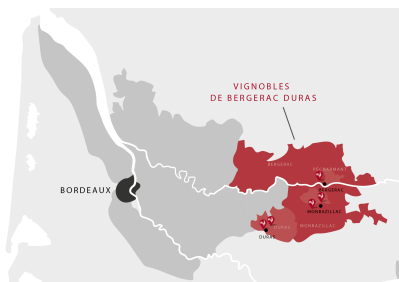 VIGNOBLES
DE BERGERAC DURAS
BERGERAC
PÉCHARMANT
BERGERAC
BORDEAUX
MONBAZILLAC
DURAS
MONBAZILLAC
DURAS